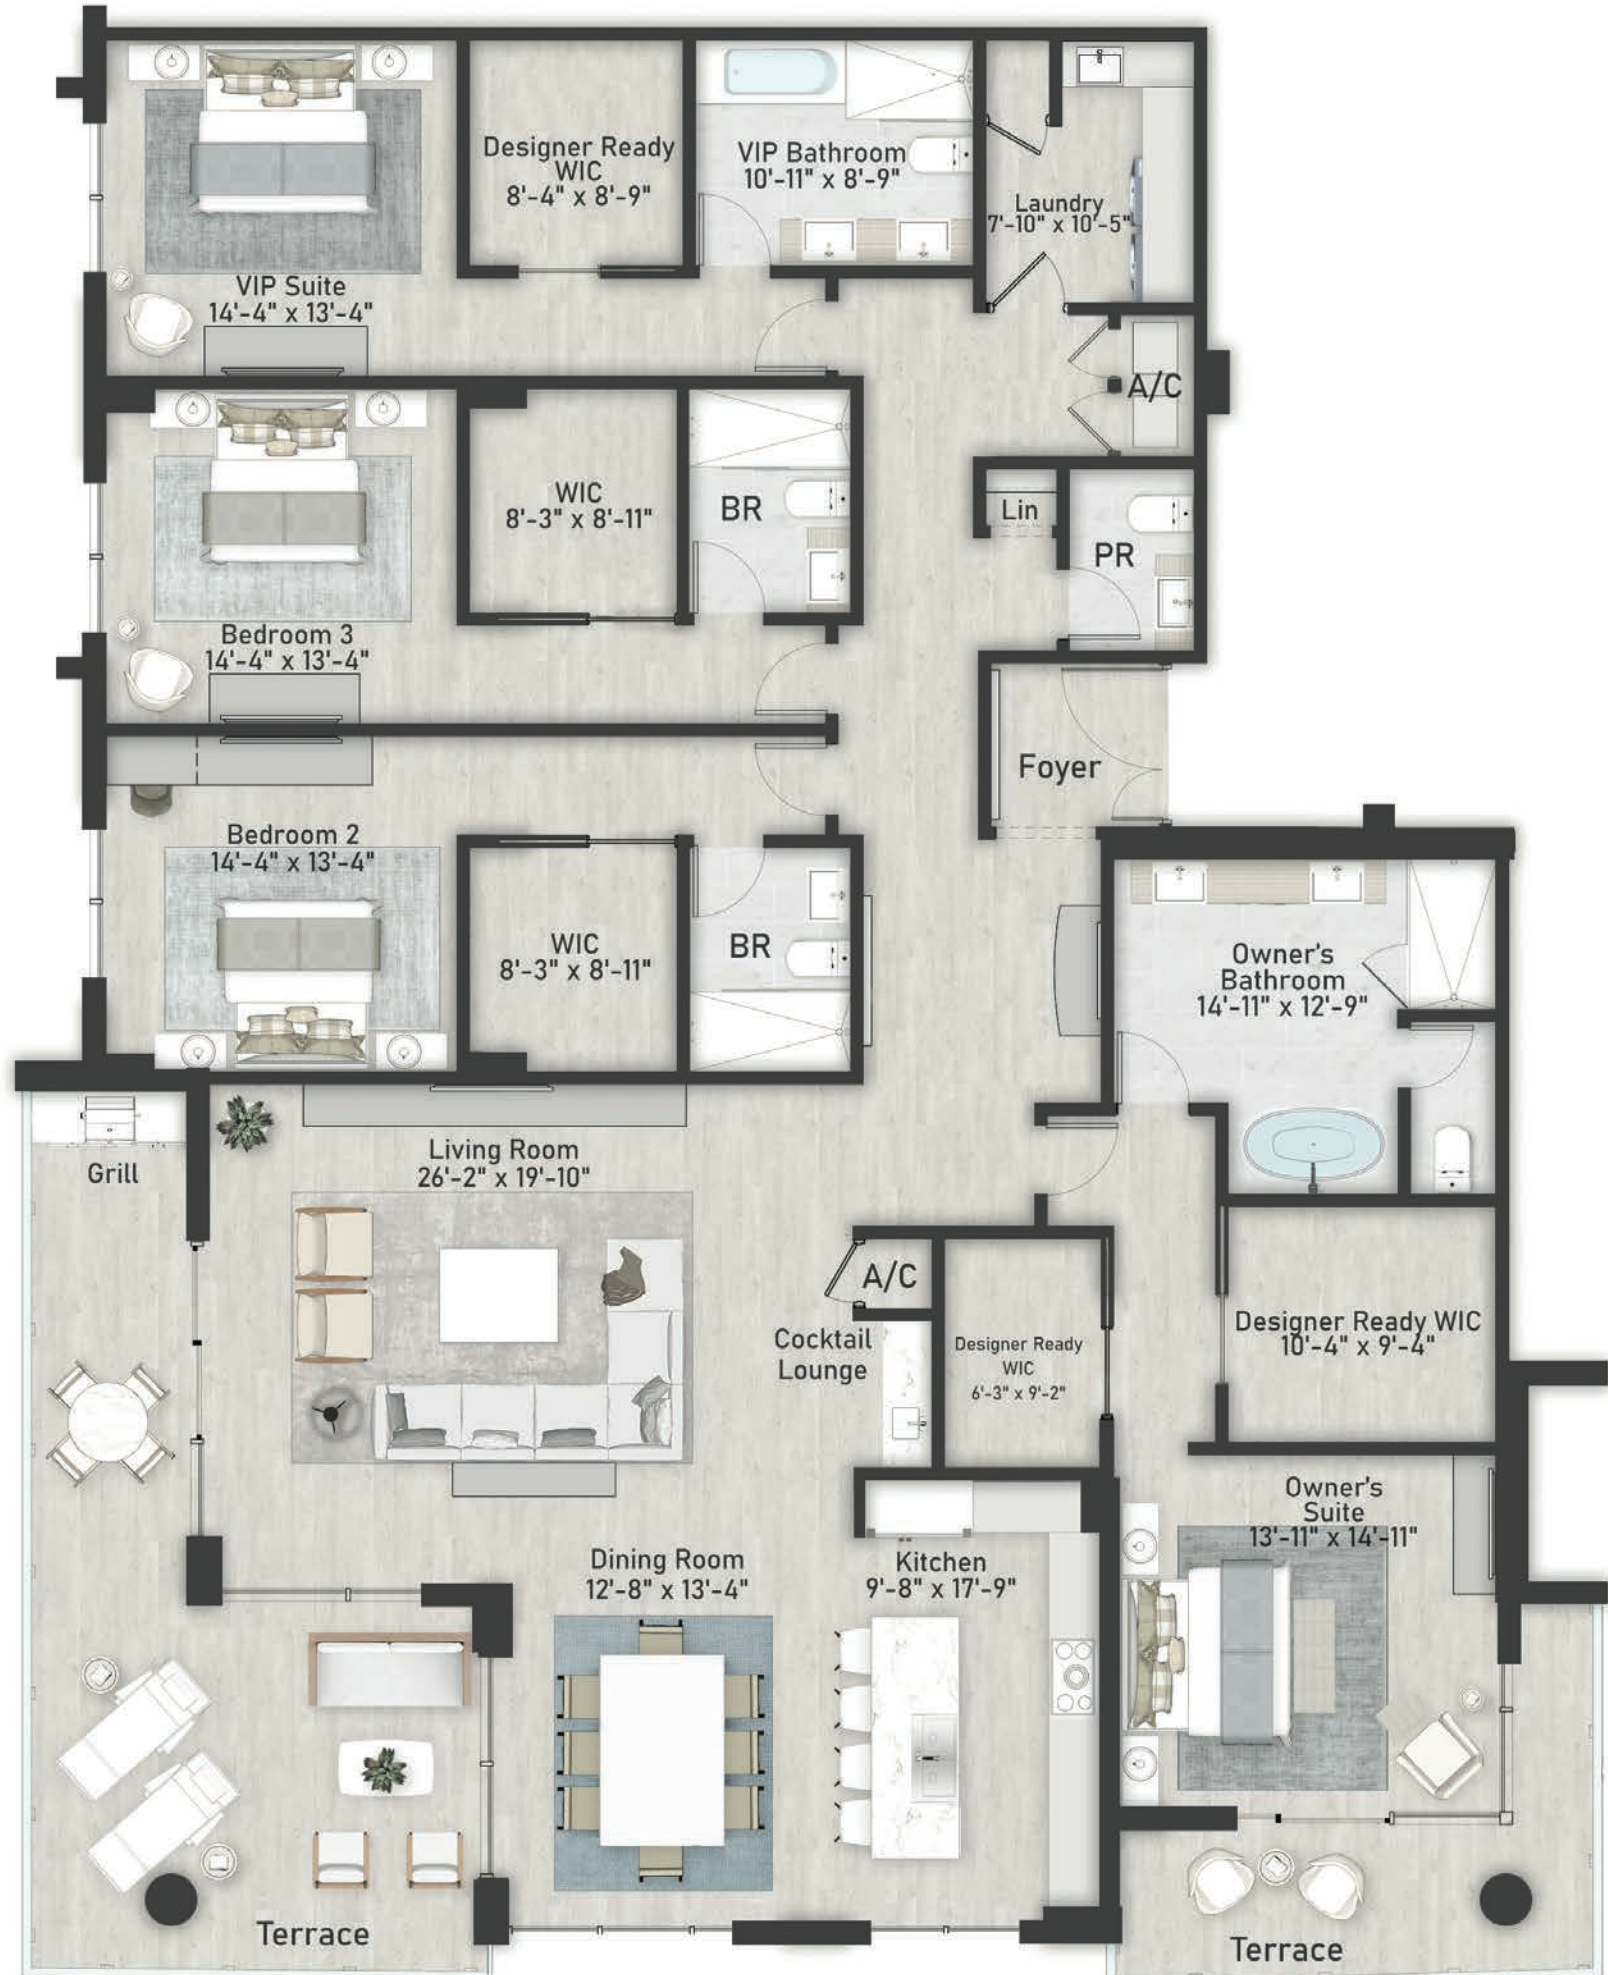 Designer Ready
WIC
8'-4" x 8'-9"
VIP Bathroom
10'-11" x 8'-9"
Laundry
7'-10" x 10'-5"
VIP Suite
14'-4" x 13'-4"
A/C
WIC
8'-3" x 8'-11"
BR
Lin
PR
Bedroom 3
14'-4" x 13'-4"
Foyer
Bedroom 2
14'-4" x 13'-4"
WIC
8'-3" x 8'-11"
BR
Owner's
Bathroom
14'-11" x 12'-9"
Grill
Living Room
26'-2" x 19'-10"
A/C
Cocktail
Lounge
Designer Ready
WIC
6'-3" x 9'-2"
Designer Ready WIC
10'-4" x 9'-4"
Owner's
Suite
13'-11" x 14'-11"
Dining Room
12'-8" x 13'-4"
Kitchen
9'-8" x 17'-9"
Terrace
Terrace